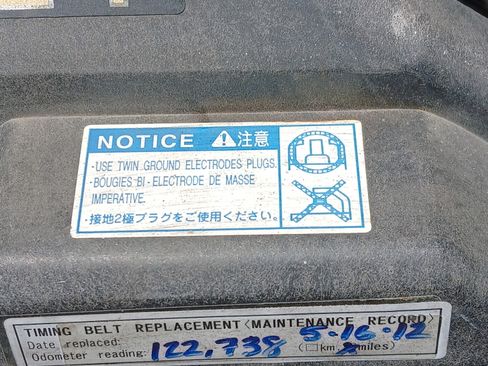 NOTICE ⚠注意
·USE TWIN GROUND ELECTRODES PLUGS.
·BOUGIES BI-ELECTRODE DE MASSE
IMPÉRATIVE.
·接地2極プラグをご使用ください。
TIMING BELT REPLACEMENT〈MAINTENANCE RECORD〉
Date replaced: 5-16-12
Odometer reading: 122,738 (□km ☒miles)